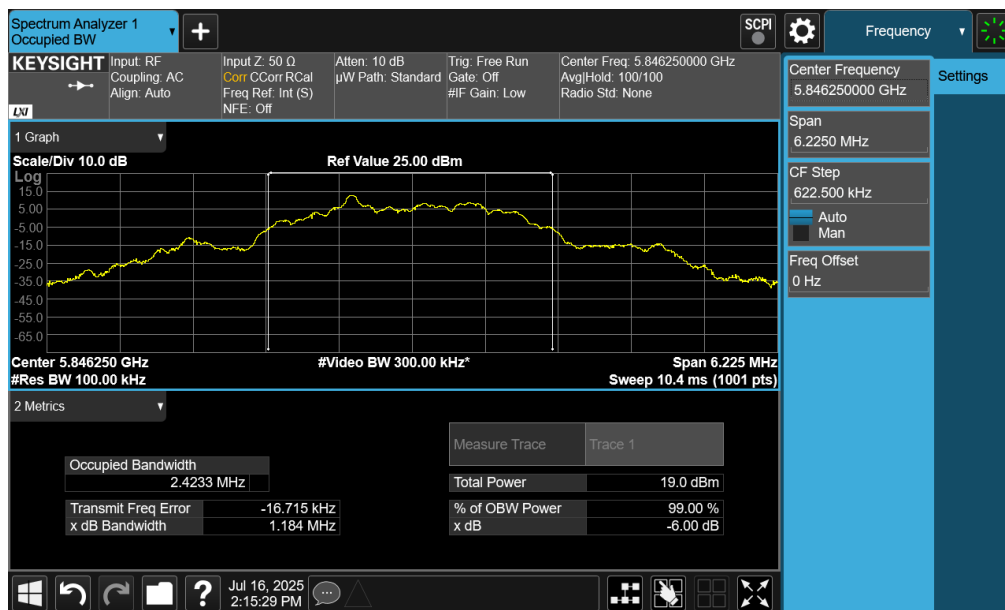 Spectrum Analyzer 1
Occupied BW
+
SCPI
Frequency
KEYSIGHT
LXI
Input: RF
Coupling: AC
Align: Auto
Input Z: 50 Ω
Corr CCorr RCal
Freq Ref: Int (S)
NFE: Off
Atten: 10 dB
µW Path: Standard
Trig: Free Run
Gate: Off
#IF Gain: Low
Center Freq: 5.846250000 GHz
Avg|Hold: 100/100
Radio Std: None
Center Frequency
5.846250000 GHz
Settings
Span
6.2250 MHz
CF Step
622.500 kHz
Auto
Man
Freq Offset
0 Hz
1 Graph
Scale/Div 10.0 dB
Ref Value 25.00 dBm
Log
15.0
5.00
-5.00
-15.0
-25.0
-35.0
-45.0
-55.0
-65.0
Center 5.846250 GHz
#Video BW 300.00 kHz*
Span 6.225 MHz
#Res BW 100.00 kHz
Sweep 10.4 ms (1001 pts)
2 Metrics
Measure Trace
Trace 1
Occupied Bandwidth
2.4233 MHz
Total Power
19.0 dBm
Transmit Freq Error
-16.715 kHz
% of OBW Power
99.00 %
x dB Bandwidth
1.184 MHz
x dB
-6.00 dB
?
Jul 16, 2025
2:15:29 PM